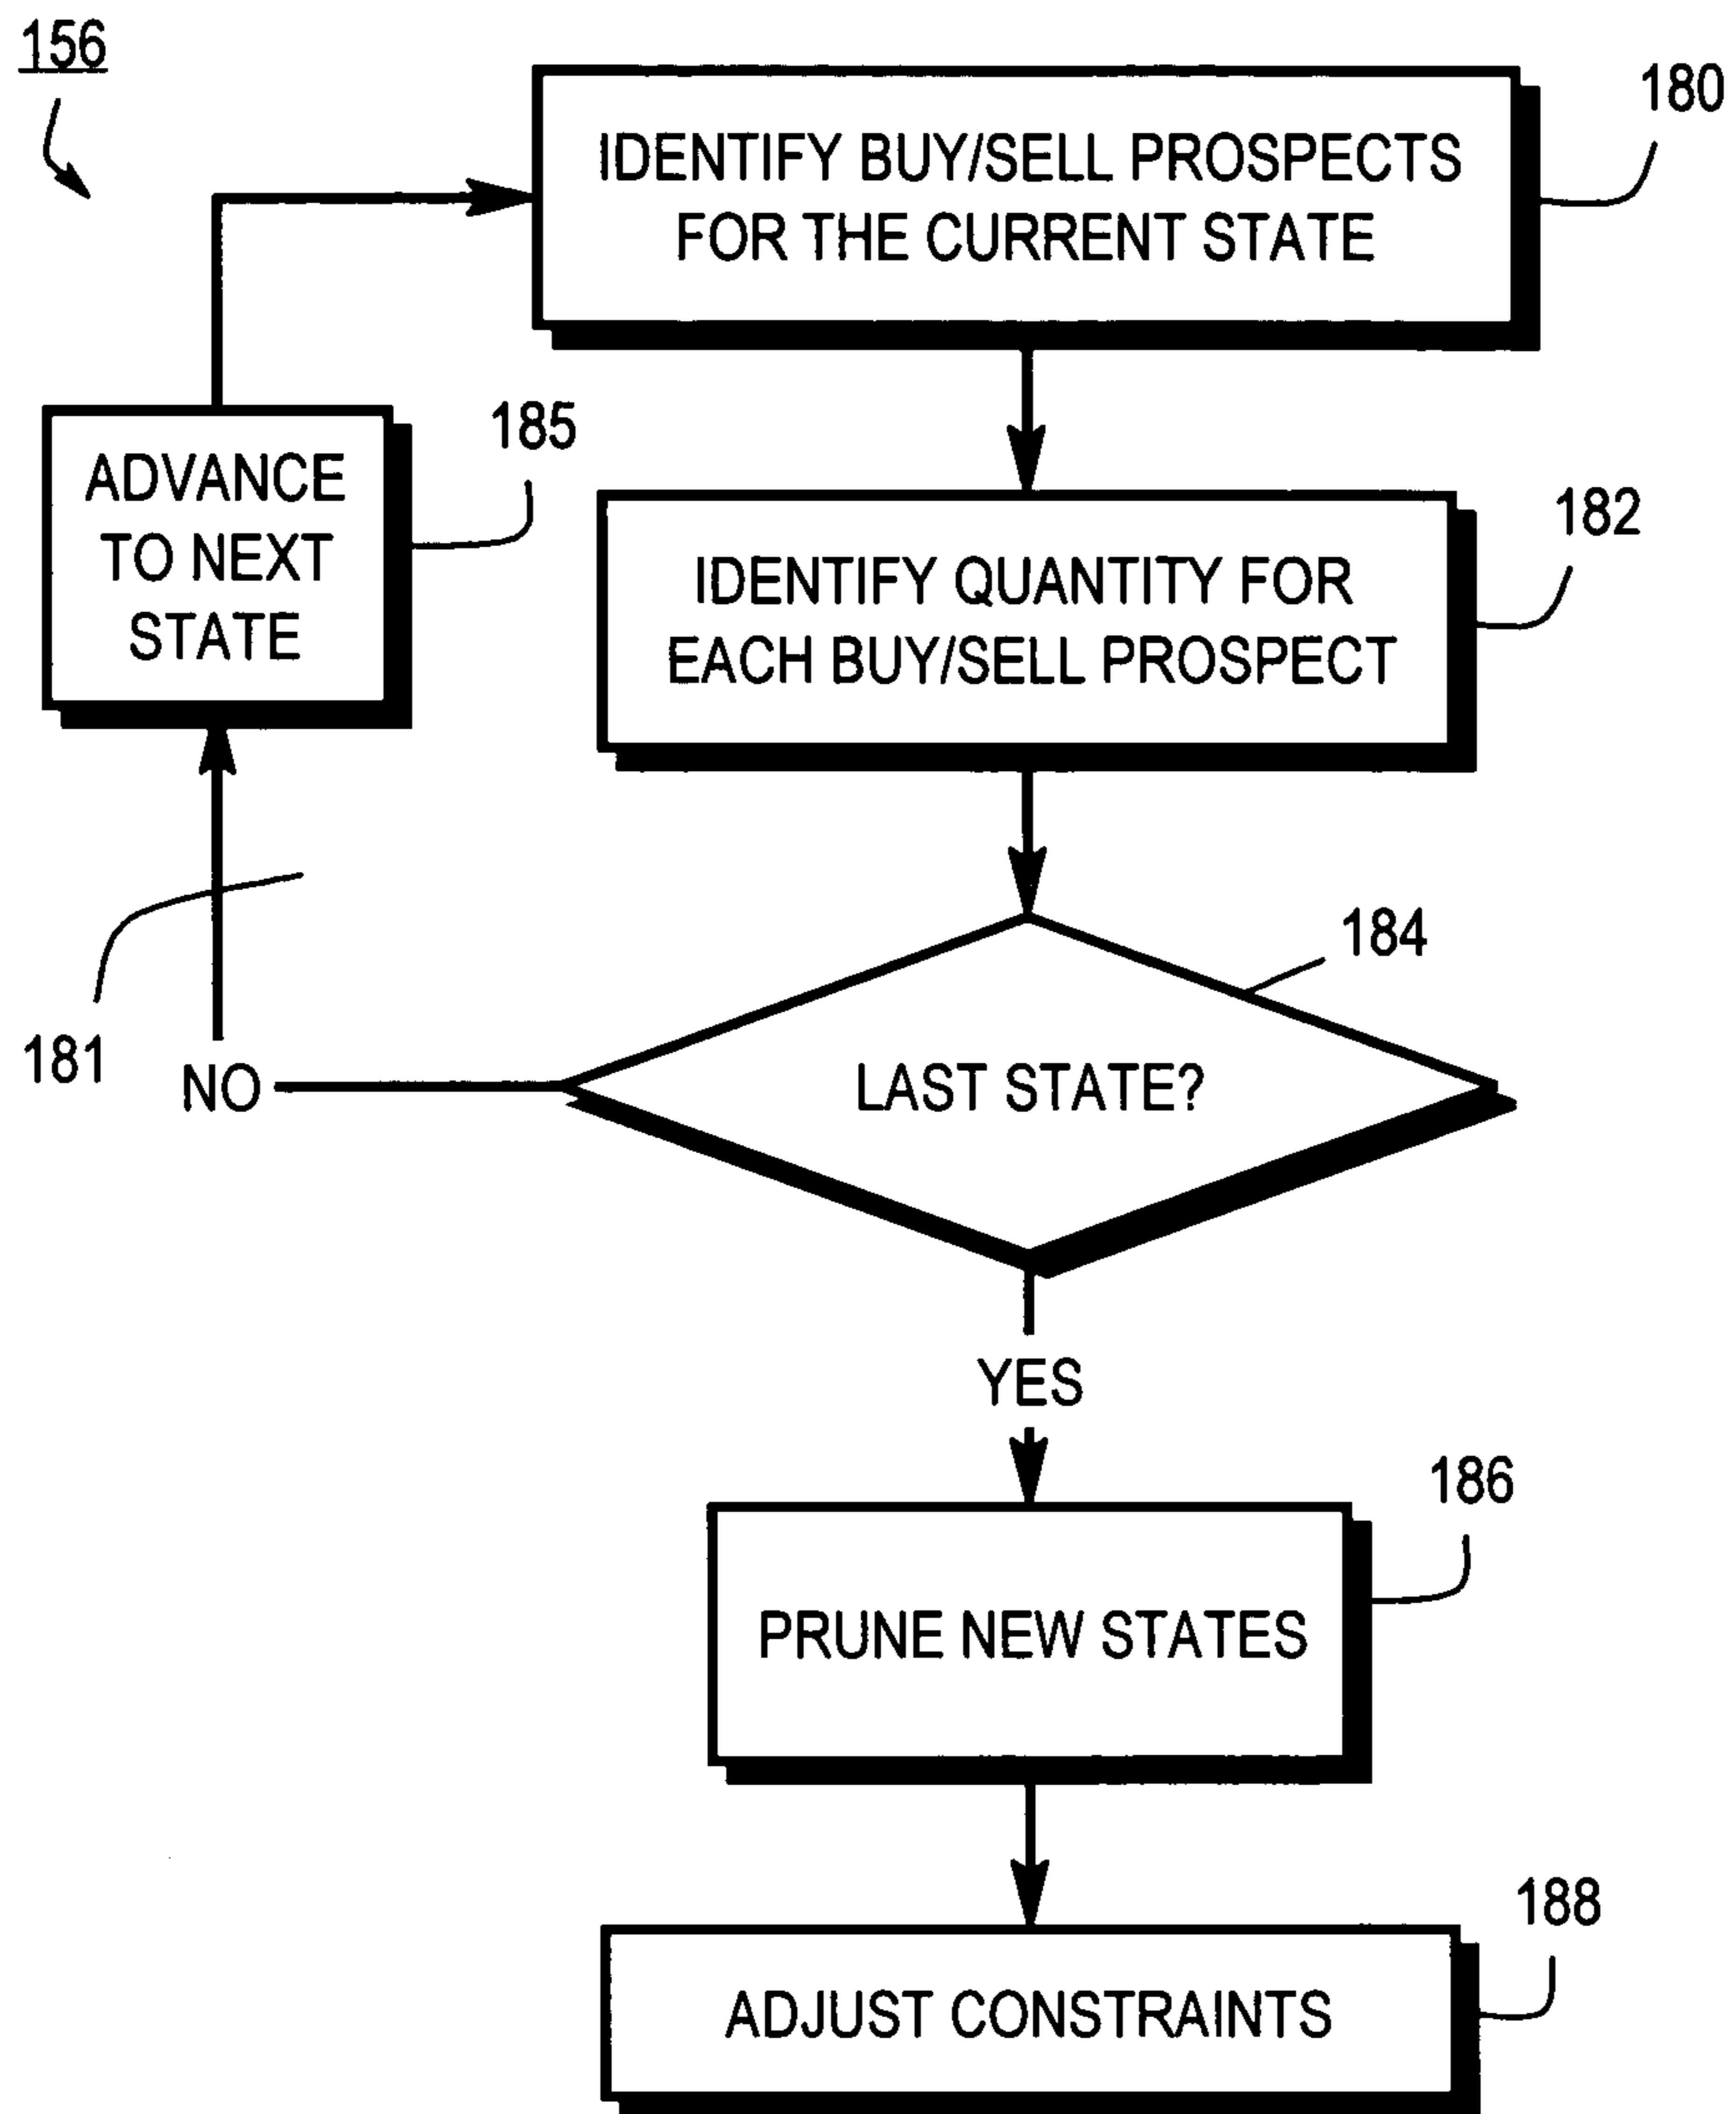 156
180
IDENTIFY BUY/SELL PROSPECTS
FOR THE CURRENT STATE
185
ADVANCE
TO NEXT
STATE
182
IDENTIFY QUANTITY FOR
EACH BUY/SELL PROSPECT
184
LAST STATE?
181
NO
YES
186
PRUNE NEW STATES
188
ADJUST CONSTRAINTS